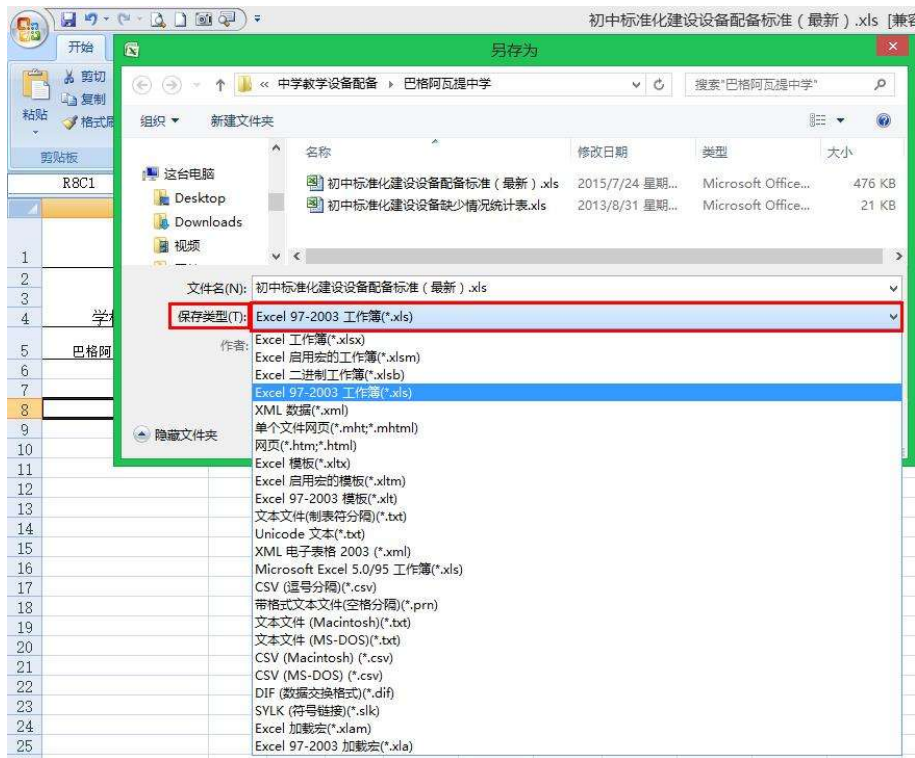 初中标准化建设设备配备标准（最新）.xls [兼容
开始
另存为
剪切
复制
格式刷
粘贴
剪贴板
« 中学教学设备配备 ▸ 巴格阿瓦提中学
搜索"巴格阿瓦提中学"
组织 ▼ 新建文件夹
名称 修改日期 类型 大小
这台电脑
Desktop
Downloads
视频
初中标准化建设设备配备标准（最新）.xls 2015/7/24 星期... Microsoft Office... 476 KB
初中标准化建设设备缺少情况统计表.xls 2013/8/31 星期... Microsoft Office... 21 KB
R8C1
文件名(N): 初中标准化建设设备配备标准（最新）.xls
保存类型(T): Excel 97-2003 工作簿(*.xls)
作者:
Excel 工作簿(*.xlsx)
Excel 启用宏的工作簿(*.xlsm)
Excel 二进制工作簿(*.xlsb)
Excel 97-2003 工作簿(*.xls)
XML 数据(*.xml)
单个文件网页(*.mht;*.mhtml)
网页(*.htm;*.html)
Excel 模板(*.xltx)
Excel 启用宏的模板(*.xltm)
Excel 97-2003 模板(*.xlt)
文本文件(制表符分隔)(*.txt)
Unicode 文本(*.txt)
XML 电子表格 2003 (*.xml)
Microsoft Excel 5.0/95 工作簿(*.xls)
CSV (逗号分隔)(*.csv)
带格式文本文件(空格分隔)(*.prn)
文本文件 (Macintosh)(*.txt)
文本文件 (MS-DOS)(*.txt)
CSV (Macintosh) (*.csv)
CSV (MS-DOS) (*.csv)
DIF (数据交换格式)(*.dif)
SYLK (符号链接)(*.slk)
Excel 加载宏(*.xlam)
Excel 97-2003 加载宏(*.xla)
隐藏文件夹
1
2
3
4 学校
5 巴格阿
6
7
8
9
10
11
12
13
14
15
16
17
18
19
20
21
22
23
24
25